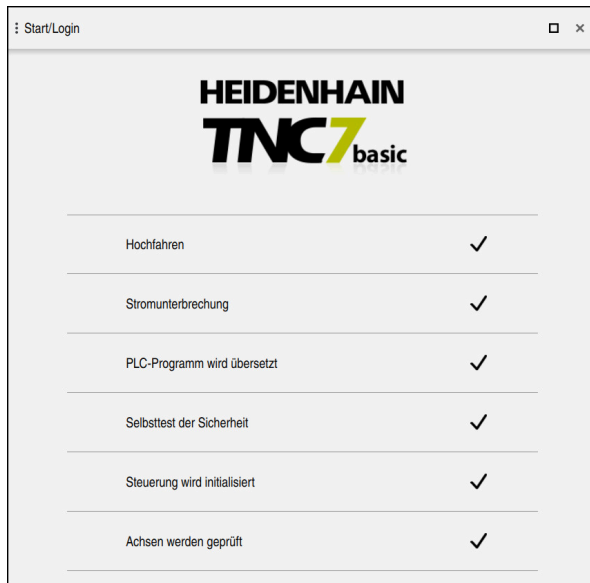 Start/Login
HEIDENHAIN
TNC7 basic
Hochfahren
Stromunterbrechung
PLC-Programm wird übersetzt
Selbsttest der Sicherheit
Steuerung wird initialisiert
Achsen werden geprüft